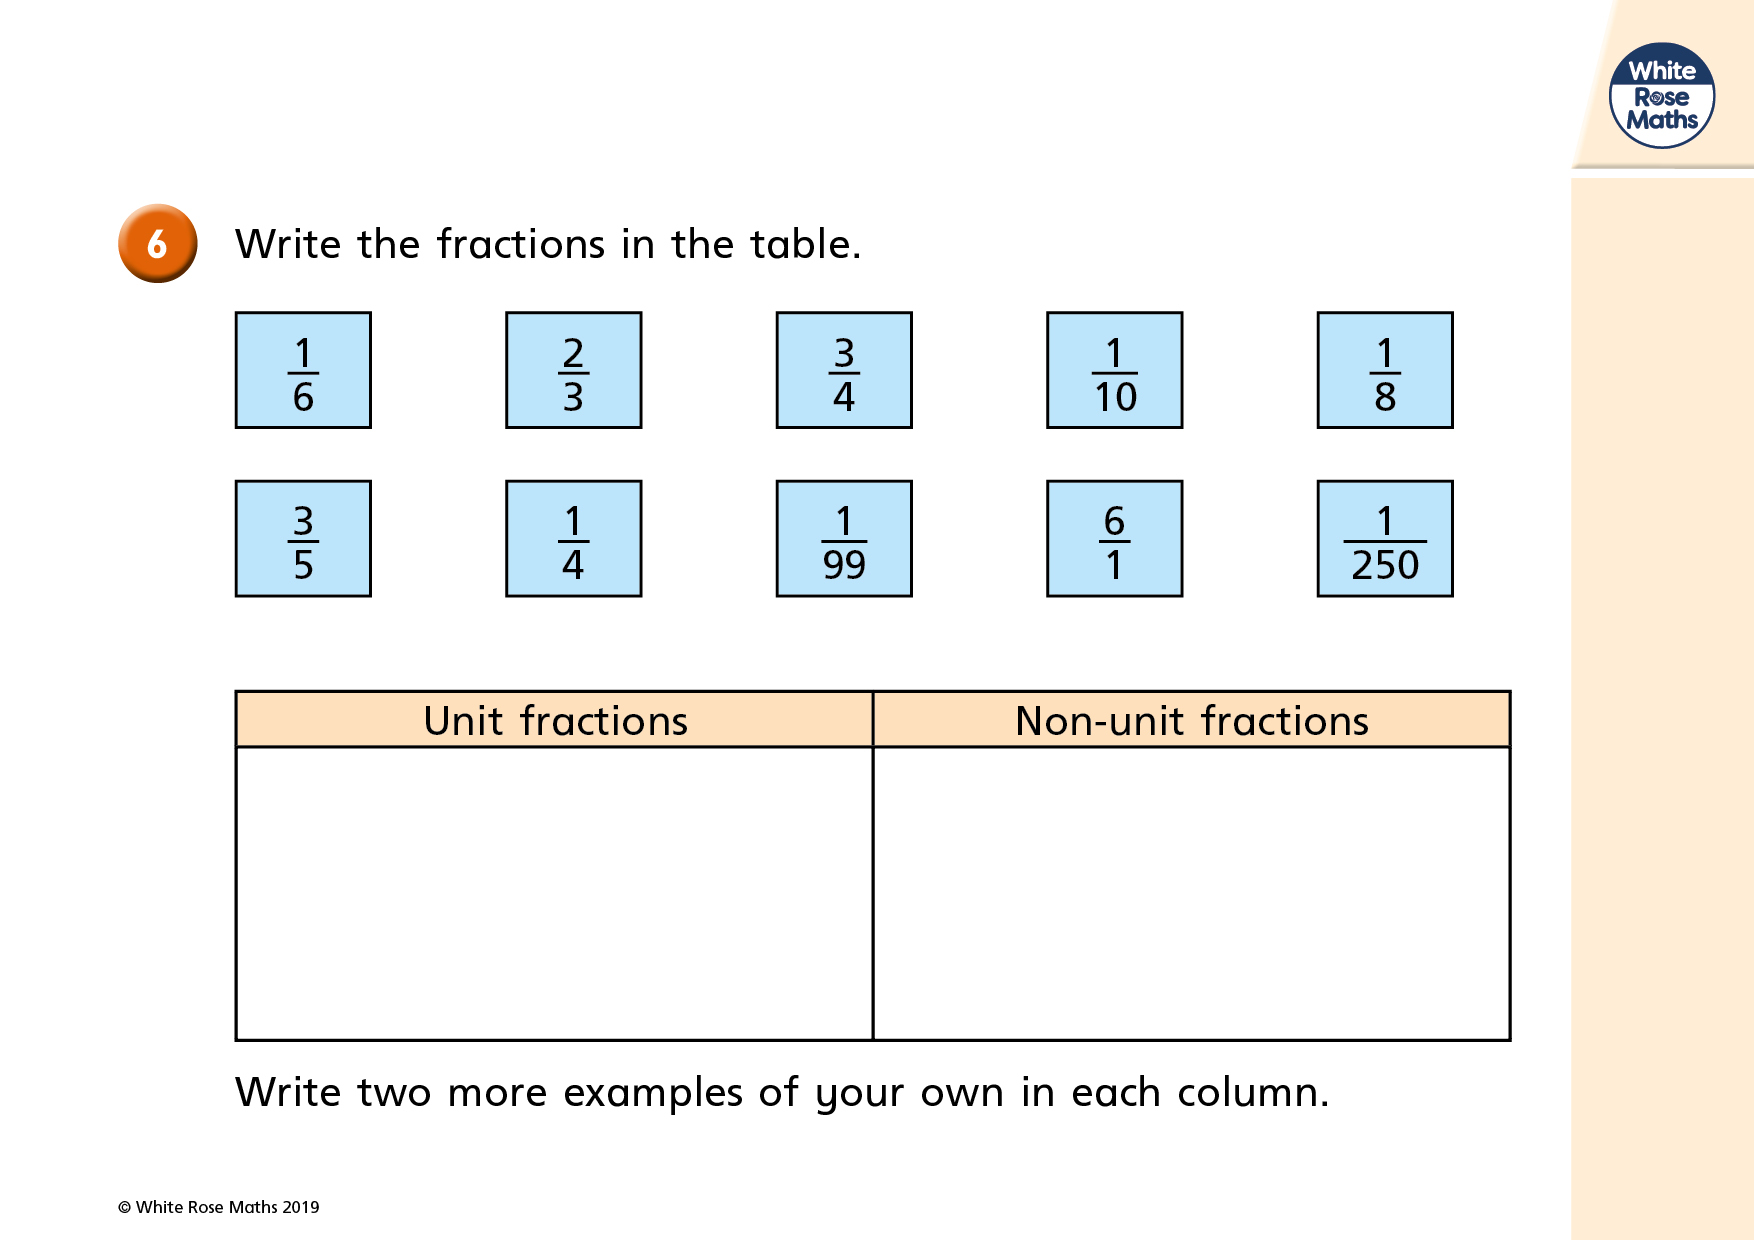 White
Rose
Maths
6 Write the fractions in the table.
1/6 2/3 3/4 1/10 1/8
3/5 1/4 1/99 6/1 1/250
Unit fractions Non-unit fractions
Write two more examples of your own in each column.
© White Rose Maths 2019